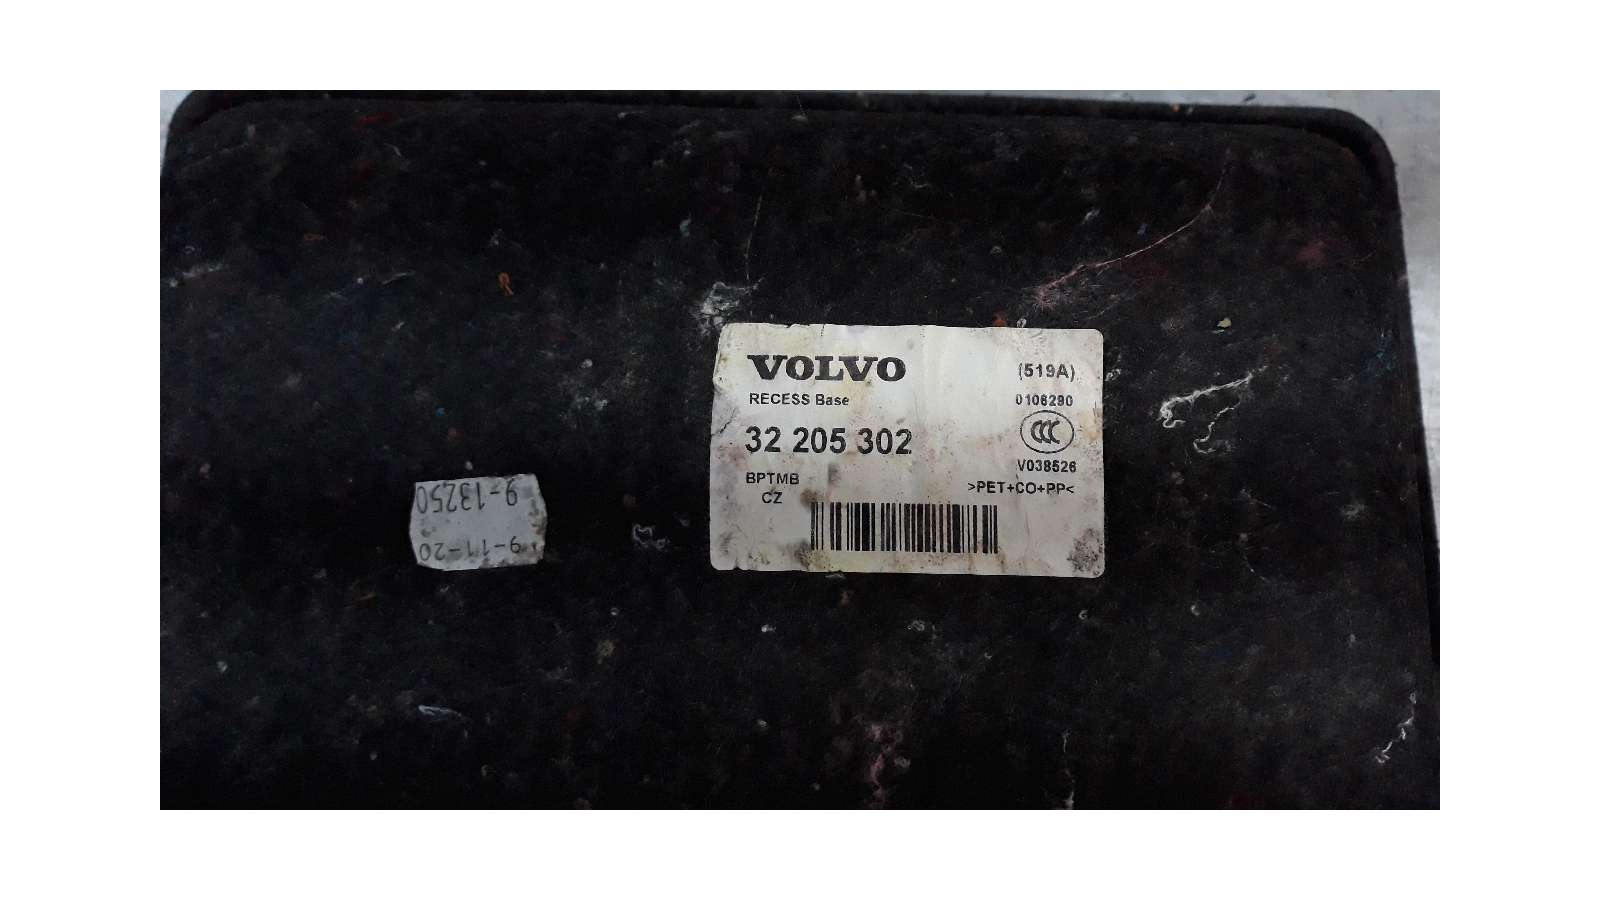 VOLVO
(519A)
RECESS Base
0106290
32 205 302
CCC
V038526
BPTMB
>PET+CO+PP<
CZ
9-11-20
9-13250